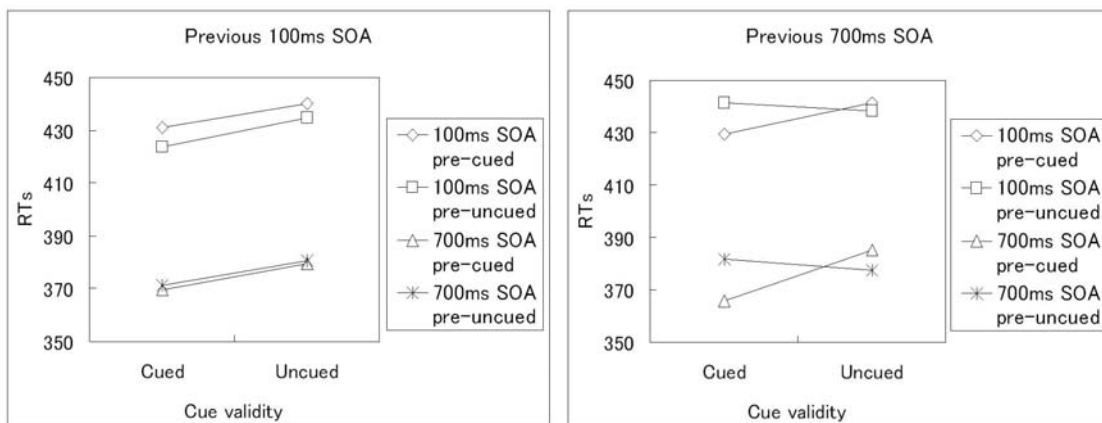 Previous 100ms SOA
450
430
410
390
370
350
RTs
Cued
Uncued
Cue validity
100ms SOA
pre-cued
100ms SOA
pre-uncued
700ms SOA
pre-cued
700ms SOA
pre-uncued
Previous 700ms SOA
450
430
410
390
370
350
RTs
Cued
Uncued
Cue validity
100ms SOA
pre-cued
100ms SOA
pre-uncued
700ms SOA
pre-cued
700ms SOA
pre-uncued